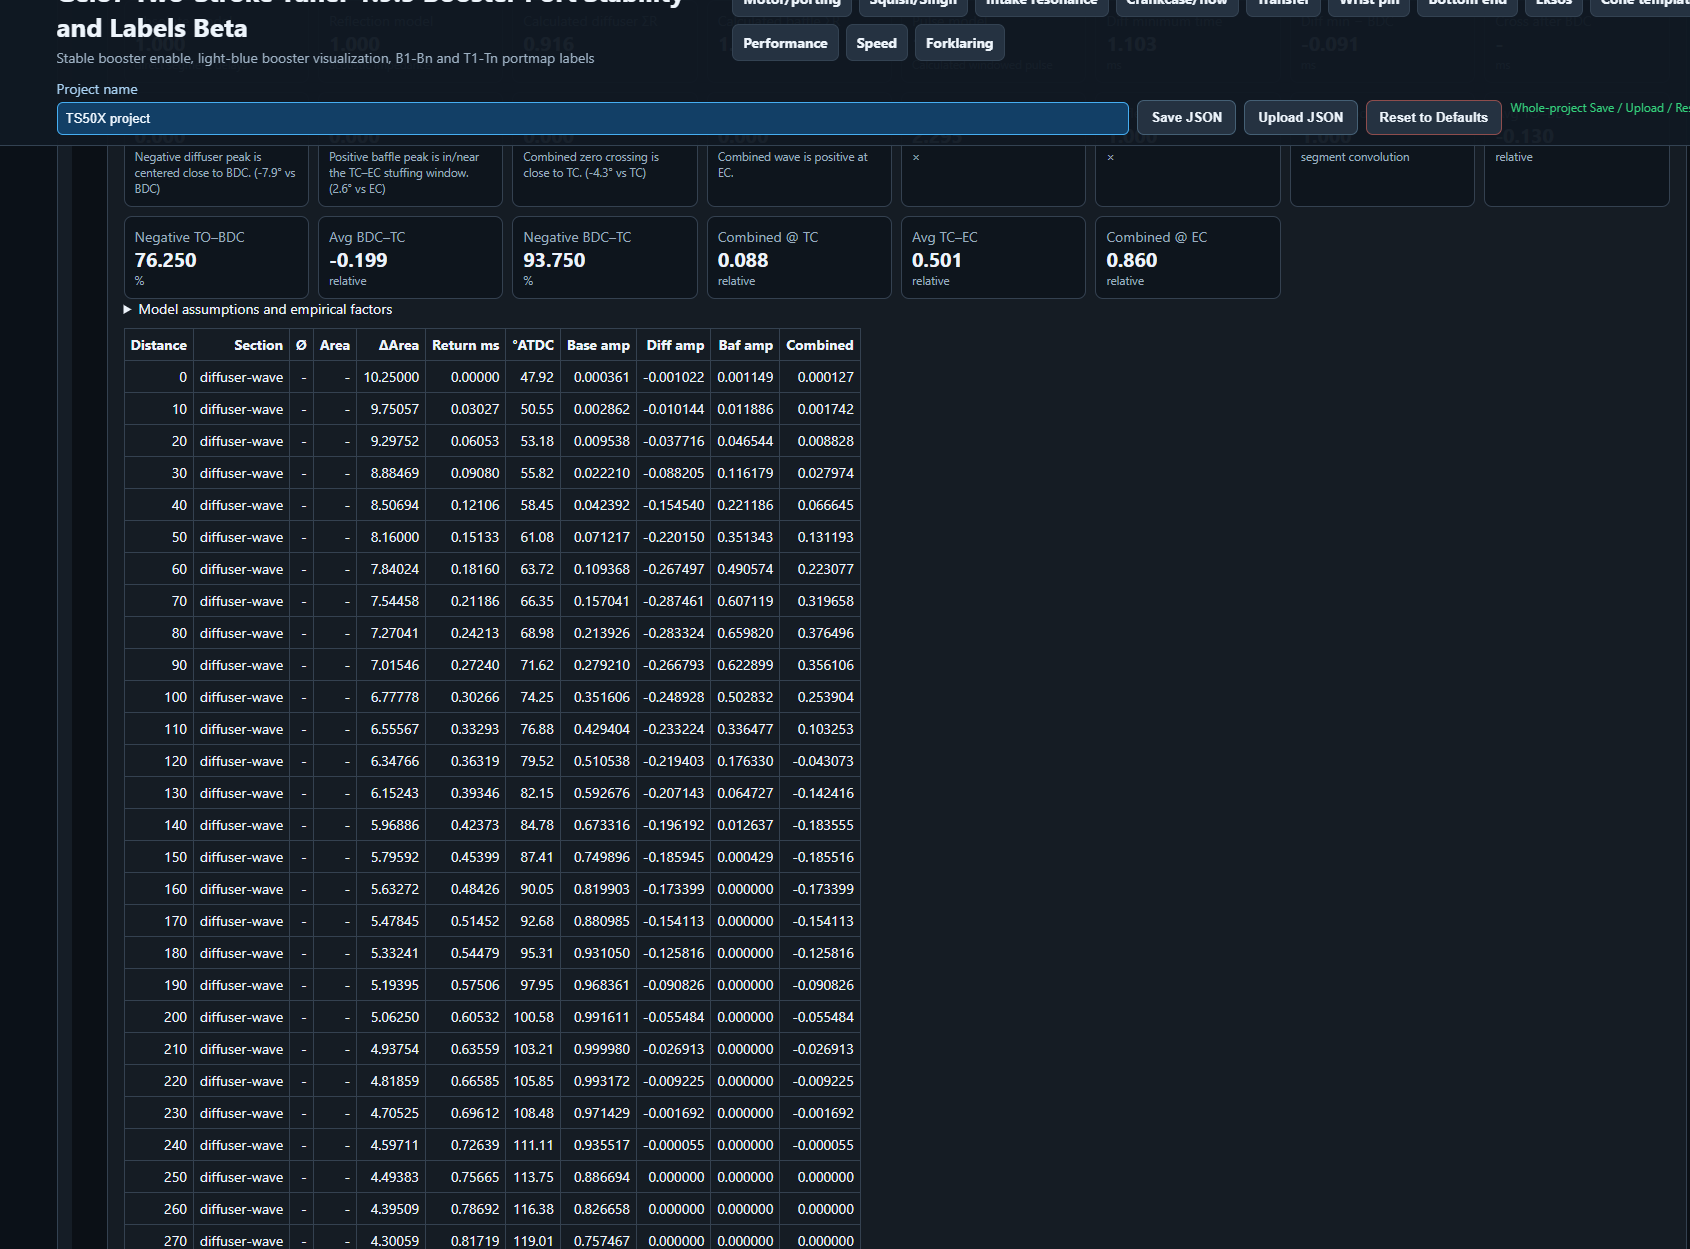 and Labels Beta
Stable booster enable, light-blue booster visualization, B1-Bn and T1-Tn portmap labels
Motor/porting Squish/Singh Intake resonance Crankcase/flow Transfer Wrist pin Bottom end Eksos
Performance Speed Forklaring
Project name
TS50X project
Save JSON Upload JSON Reset to Defaults
Whole-project Save / Upload /
Negative diffuser peak is
centered close to BDC. (-7.9° vs
BDC)
Positive baffle peak is in/near
the TC–EC stuffing window.
(2.6° vs EC)
Combined zero crossing is
close to TC. (-4.3° vs TC)
Combined wave is positive at
EC.
×
×
segment convolution
relative
Negative TO–BDC
76.250
%
Avg BDC–TC
-0.199
relative
Negative BDC–TC
93.750
%
Combined @ TC
0.088
relative
Avg TC–EC
0.501
relative
Combined @ EC
0.860
relative
▶ Model assumptions and empirical factors
Distance Section Ø Area ΔArea Return ms °ATDC Base amp Diff amp Baf amp Combined
0 diffuser-wave - - 10.25000 0.00000 47.92 0.000361 -0.001022 0.001149 0.000127
10 diffuser-wave - - 9.75057 0.03027 50.55 0.002862 -0.010144 0.011886 0.001742
20 diffuser-wave - - 9.29752 0.06053 53.18 0.009538 -0.037716 0.046544 0.008828
30 diffuser-wave - - 8.88469 0.09080 55.82 0.022210 -0.088205 0.116179 0.027974
40 diffuser-wave - - 8.50694 0.12106 58.45 0.042392 -0.154540 0.221186 0.066645
50 diffuser-wave - - 8.16000 0.15133 61.08 0.071217 -0.220150 0.351343 0.131193
60 diffuser-wave - - 7.84024 0.18160 63.72 0.109368 -0.267497 0.490574 0.223077
70 diffuser-wave - - 7.54458 0.21186 66.35 0.157041 -0.287461 0.607119 0.319658
80 diffuser-wave - - 7.27041 0.24213 68.98 0.213926 -0.283324 0.659820 0.376496
90 diffuser-wave - - 7.01546 0.27240 71.62 0.279210 -0.266793 0.622899 0.356106
100 diffuser-wave - - 6.77778 0.30266 74.25 0.351606 -0.248928 0.502832 0.253904
110 diffuser-wave - - 6.55567 0.33293 76.88 0.429404 -0.233224 0.336477 0.103253
120 diffuser-wave - - 6.34766 0.36319 79.52 0.510538 -0.219403 0.176330 -0.043073
130 diffuser-wave - - 6.15243 0.39346 82.15 0.592676 -0.207143 0.064727 -0.142416
140 diffuser-wave - - 5.96886 0.42373 84.78 0.673316 -0.196192 0.012637 -0.183555
150 diffuser-wave - - 5.79592 0.45399 87.41 0.749896 -0.185945 0.000429 -0.185516
160 diffuser-wave - - 5.63272 0.48426 90.05 0.819903 -0.173399 0.000000 -0.173399
170 diffuser-wave - - 5.47845 0.51452 92.68 0.880985 -0.154113 0.000000 -0.154113
180 diffuser-wave - - 5.33241 0.54479 95.31 0.931050 -0.125816 0.000000 -0.125816
190 diffuser-wave - - 5.19395 0.57506 97.95 0.968361 -0.090826 0.000000 -0.090826
200 diffuser-wave - - 5.06250 0.60532 100.58 0.991611 -0.055484 0.000000 -0.055484
210 diffuser-wave - - 4.93754 0.63559 103.21 0.999980 -0.026913 0.000000 -0.026913
220 diffuser-wave - - 4.81859 0.66585 105.85 0.993172 -0.009225 0.000000 -0.009225
230 diffuser-wave - - 4.70525 0.69612 108.48 0.971429 -0.001692 0.000000 -0.001692
240 diffuser-wave - - 4.59711 0.72639 111.11 0.935517 -0.000055 0.000000 -0.000055
250 diffuser-wave - - 4.49383 0.75665 113.75 0.886694 0.000000 0.000000 0.000000
260 diffuser-wave - - 4.39509 0.78692 116.38 0.826658 0.000000 0.000000 0.000000
270 diffuser-wave - - 4.30059 0.81719 119.01 0.757467 0.000000 0.000000 0.000000